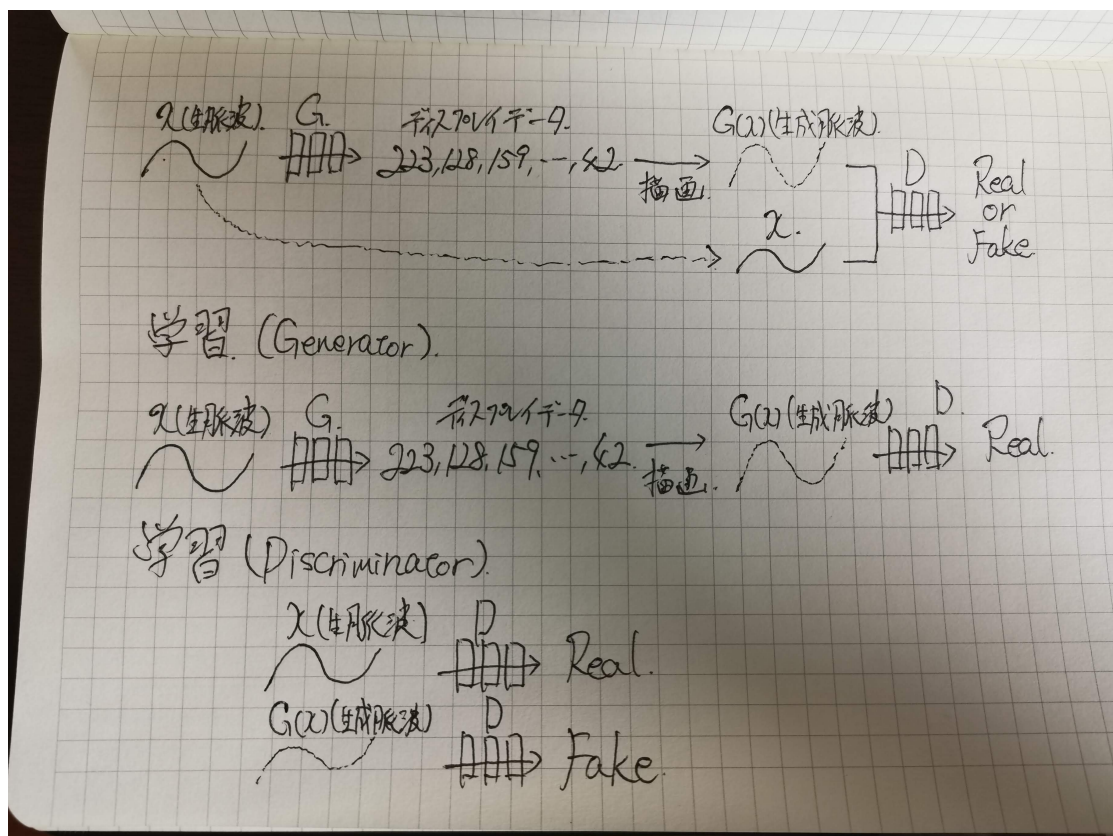 x(生脈波). G. ディスプレイデータ. G(x)(生成脈波).
223,128,159,…,42. 描画. D Real
x. or
Fake
学習. (Generator).
x(生脈波) G. ディスプレイデータ. G(x)(生成脈波) D.
223,128,159,…,42. 描画. Real.
学習 (Discriminator).
x(生脈波) D
Real.
G(x)(生成脈波) D
Fake